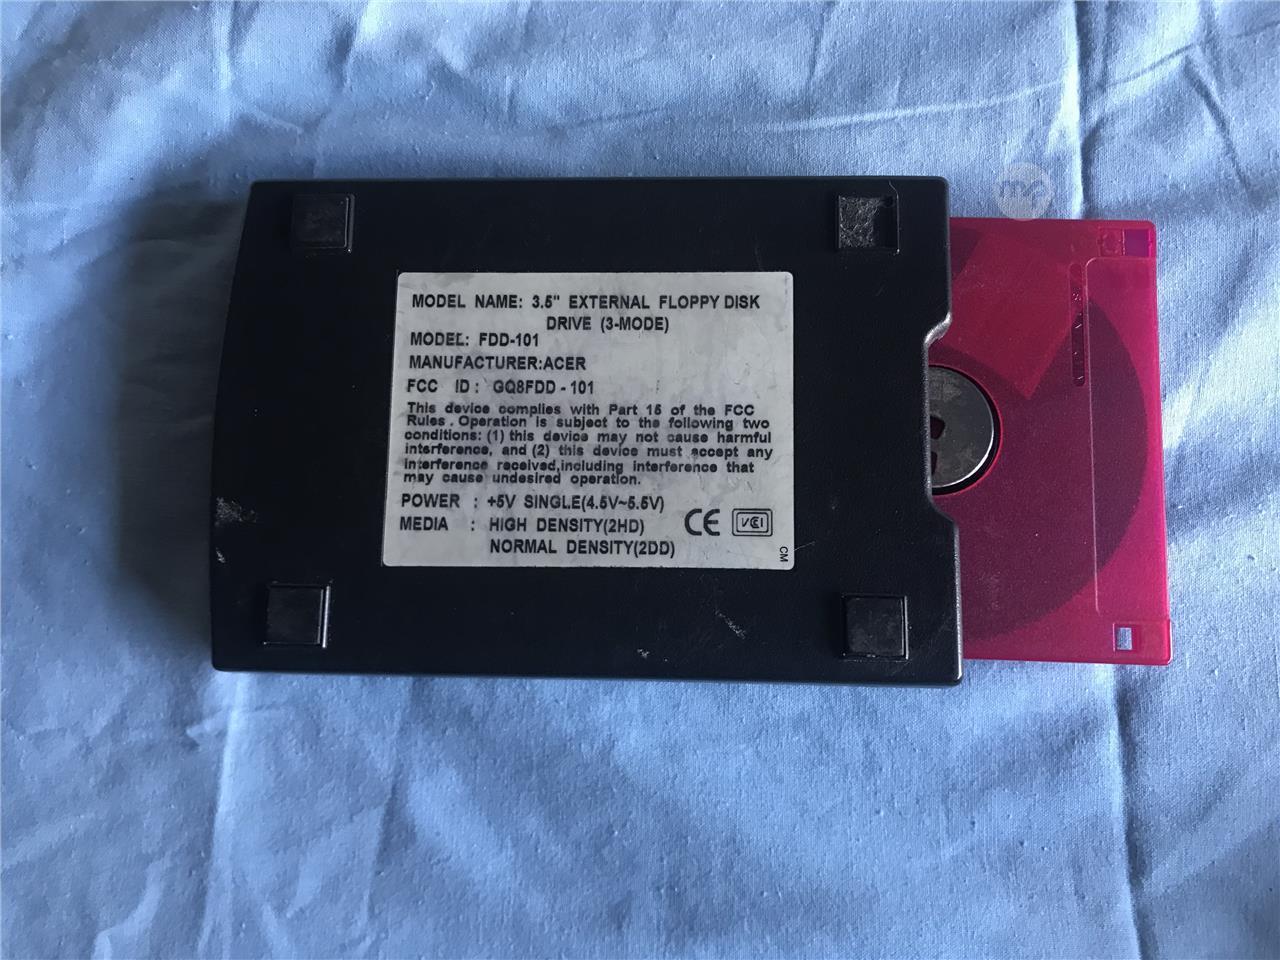 MODEL NAME: 3.5" EXTERNAL FLOPPY DISK
DRIVE (3-MODE)
MODEL: FDD-101
MANUFACTURER:ACER
FCC ID : GQ8FDD - 101
This device complies with Part 15 of the FCC
Rules . Operation is subject to the following two
conditions: (1) this device may not cause harmful
interference, and (2) this device must accept any
interference received,including interference that
may cause undesired operation.
POWER : +5V SINGLE(4.5V~5.5V)
MEDIA : HIGH DENSITY(2HD)
NORMAL DENSITY(2DD)
CE
VCCI
CM